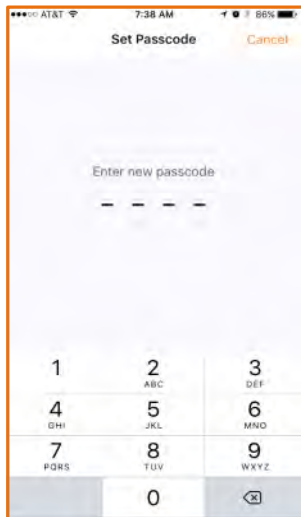 AT&T 7:38 AM 86%
Set Passcode Cancel
Enter new passcode
1 2 3
ABC DEF
4 5 6
GHI JKL MNO
7 8 9
PQRS TUV WXYZ
0